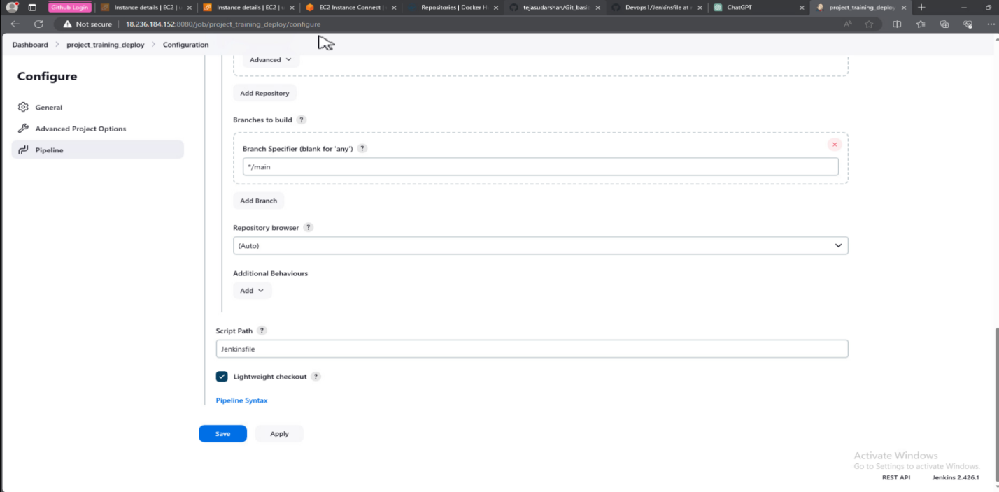 Github Login
Instance details | EC2 | u
Instance details | EC2 | u
EC2 Instance Connect |
Repositories | Docker H
tejasudarshan/Git_basic
Devops1/Jenkinsfile at
ChatGPT
project_training_deploy
Not secure
18.236.184.152:8080/job/project_training_deploy/configure
Dashboard > project_training_deploy > Configuration
Configure
General
Advanced Project Options
Pipeline
Advanced
Add Repository
Branches to build ?
Branch Specifier (blank for 'any') ?
*/main
Add Branch
Repository browser ?
(Auto)
Additional Behaviours
Add
Script Path ?
Jenkinsfile
Lightweight checkout ?
Pipeline Syntax
Save
Apply
Activate Windows
Go to Settings to activate Windows.
REST API
Jenkins 2.426.1